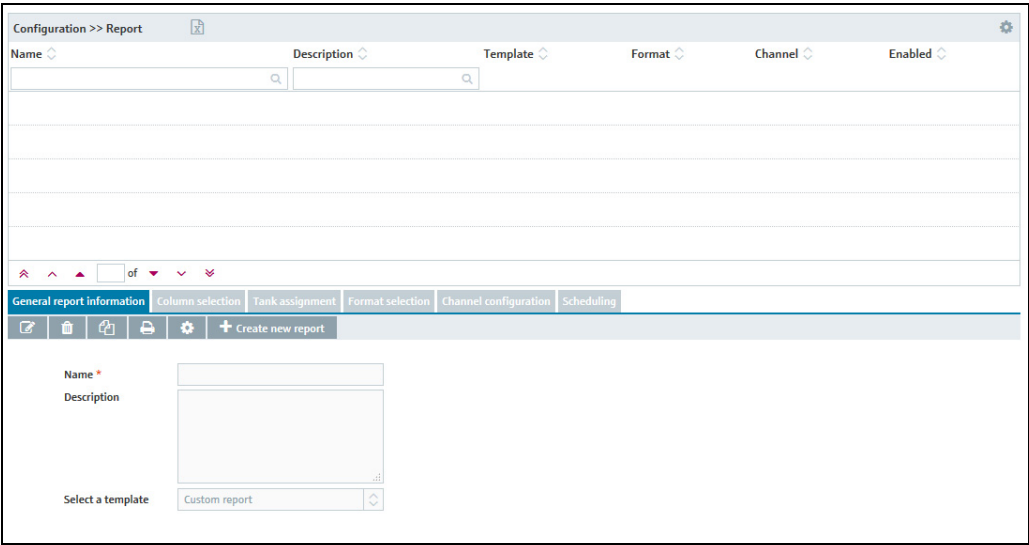 Configuration >> Report
Name Description Template Format Channel Enabled
of
General report information Column selection Tank assignment Format selection Channel configuration Scheduling
Create new report
Name *
Description
Select a template Custom report